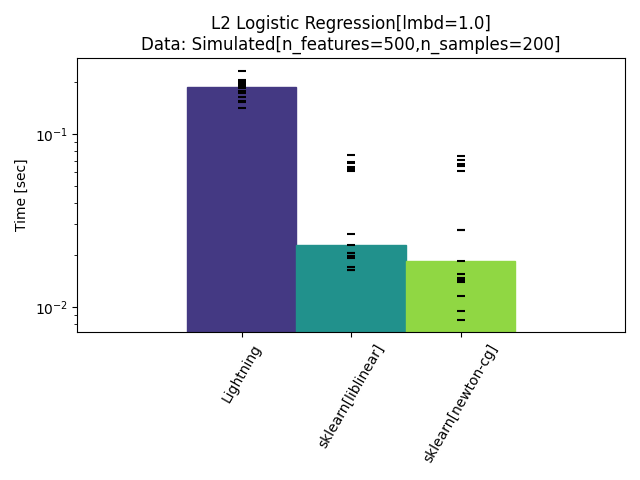 L2 Logistic Regression[lmbd=1.0]
Data: Simulated[n_features=500,n_samples=200]
Time [sec]
10⁻¹
10⁻²
Lightning
sklearn[liblinear]
sklearn[newton-cg]